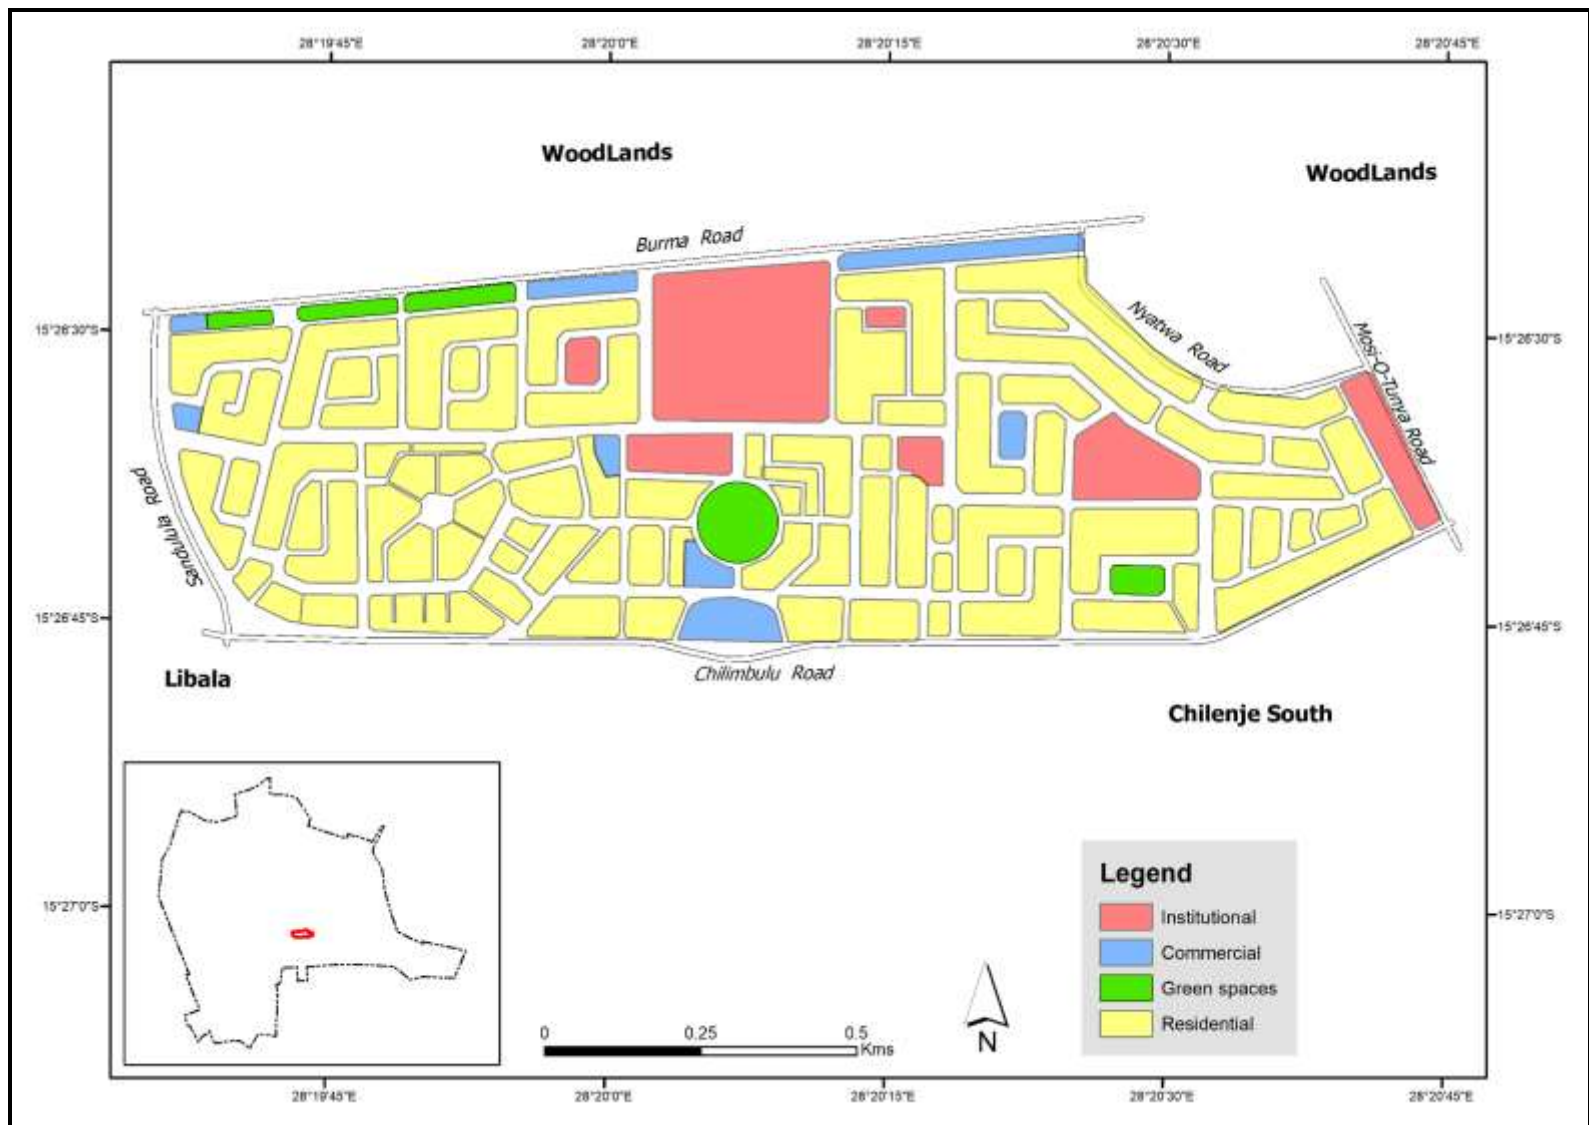 28°19'45"E
28°20'0"E
28°20'15"E
28°20'30"E
28°20'45"E
WoodLands
WoodLands
Burma Road
Nyatwa Road
Mosi-O-Tunya Road
15°26'30"S
15°26'30"S
Sandulula Road
15°26'45"S
15°26'45"S
Chilimbulu Road
Libala
Chilenje South
Legend
Institutional
Commercial
Green spaces
Residential
15°27'0"S
15°27'0"S
0
0.25
0.5
Kms
N
28°19'45"E
28°20'0"E
28°20'15"E
28°20'30"E
28°20'45"E